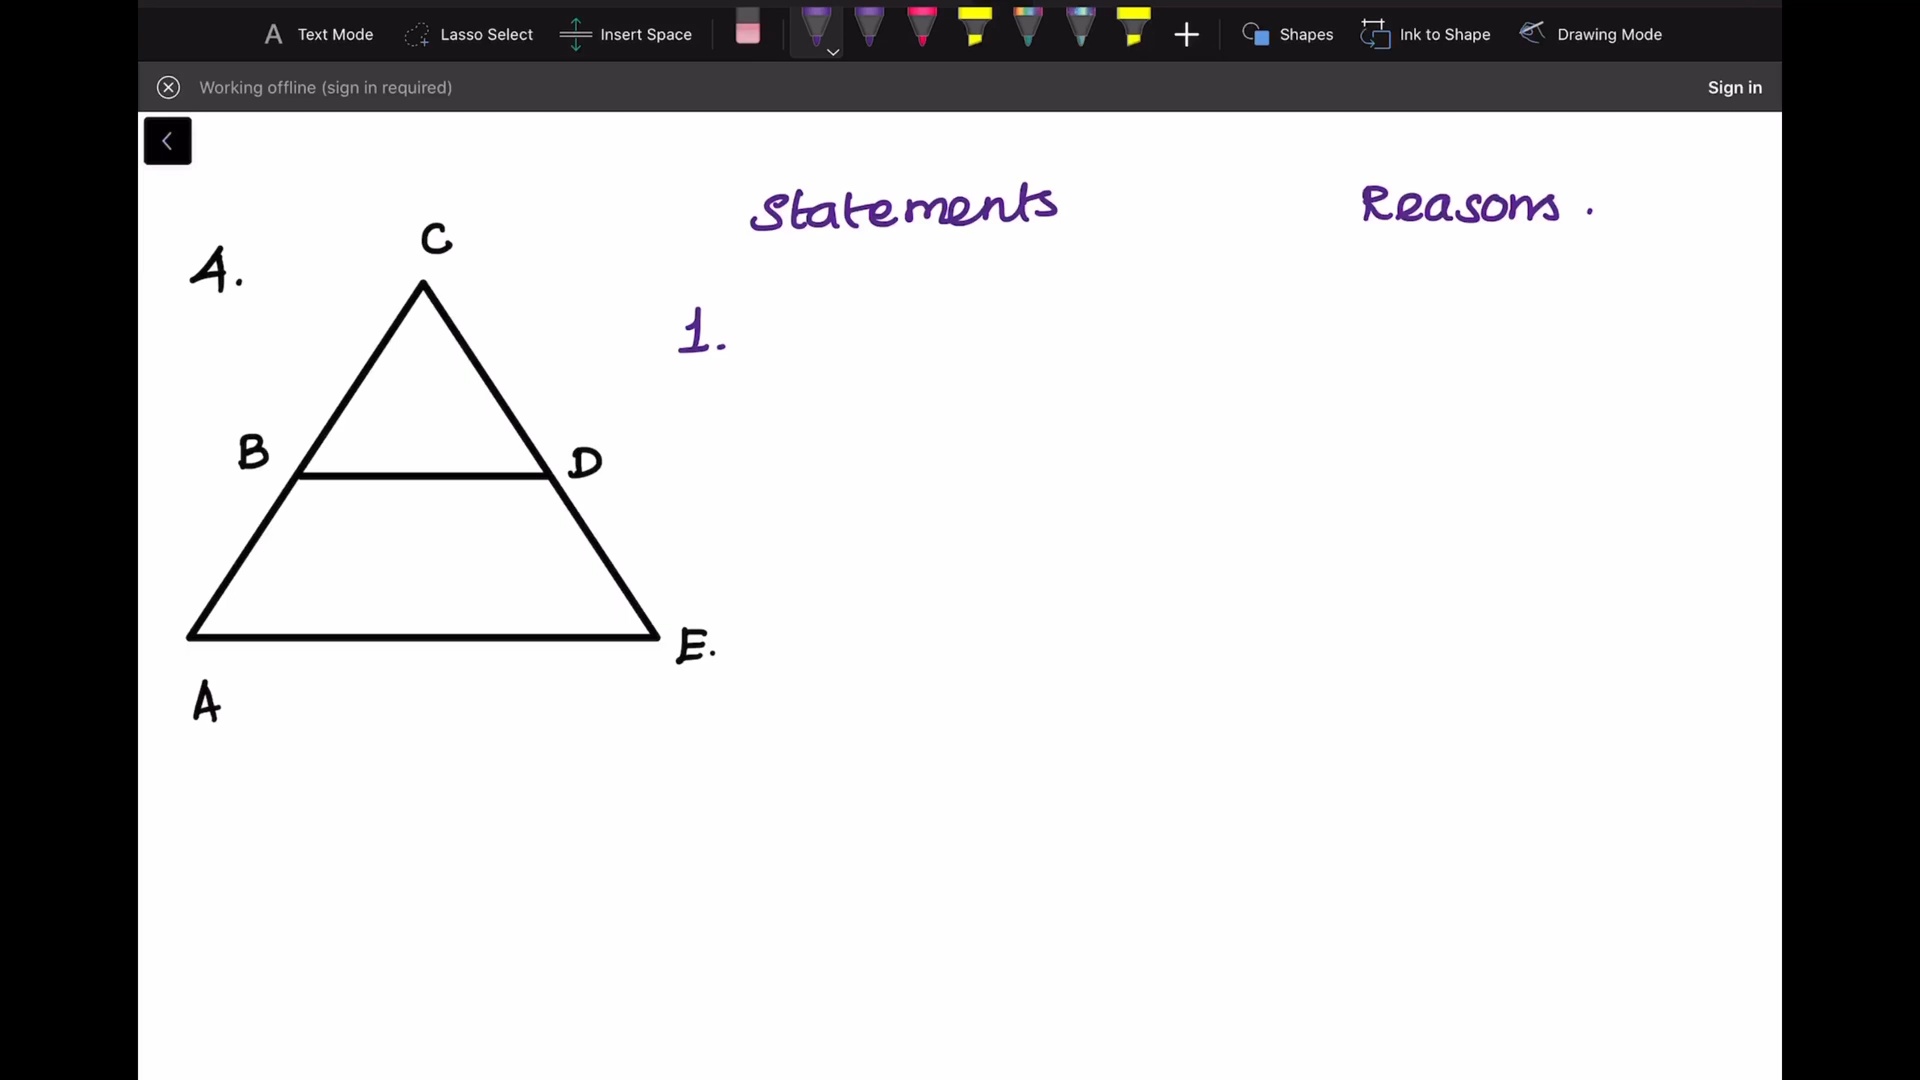 A Text Mode Lasso Select Insert Space Shapes Ink to Shape Drawing Mode
Working offline (sign in required) Sign in
Statements Reasons .
4. C
1.
B D
E.
A